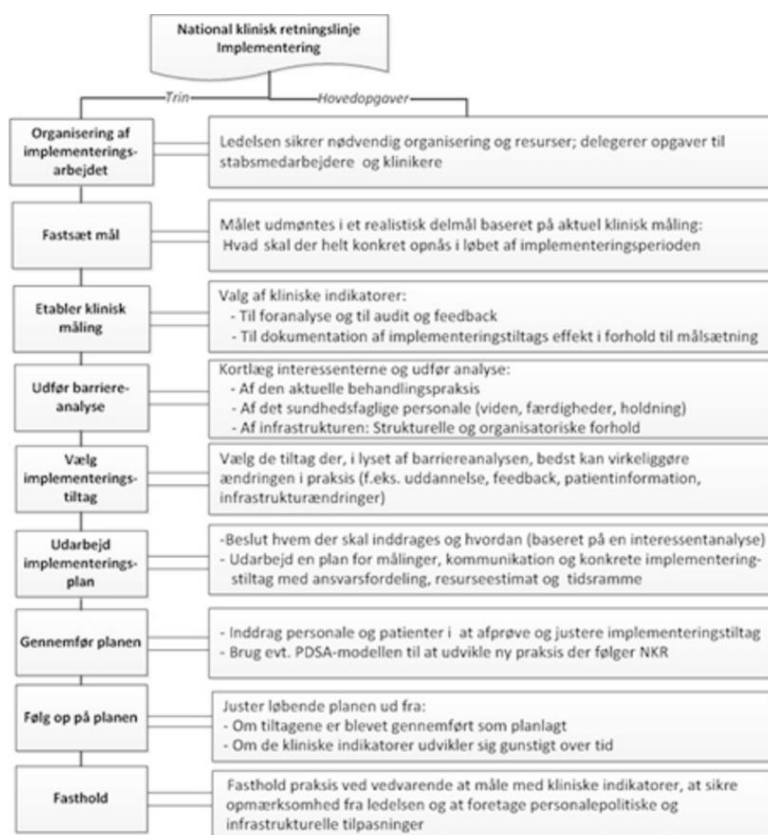 National klinisk retningslinje
Implementering
Trin
Hovedopgaver
Organisering af
implementerings-
arbejdet
Ledelsen sikrer nødvendig organisering og resurser; delegerer opgaver til
stabsmedarbejdere og klinikere
Fastsæt mål
Målet udmøntes i et realistisk delmål baseret på aktuel klinisk måling:
Hvad skal der helt konkret opnås i løbet af implementeringsperioden
Etabler klinisk
måling
Valg af kliniske indikatorer:
- Til foranalyse og til audit og feedback
- Til dokumentation af implementeringstiltags effekt i forhold til målsætning
Udfør barriere-
analyse
Kortlæg interessenterne og udfør analyse:
- Af den aktuelle behandlingspraksis
- Af det sundhedsfaglige personale (viden, færdigheder, holdning)
- Af infrastrukturen: Strukturelle og organisatoriske forhold
Vælg
implementerings-
tiltag
Vælg de tiltag der, i lyset af barriereanalysen, bedst kan virkeliggøre
ændringen i praksis (f.eks. uddannelse, feedback, patientinformation,
infrastrukturændringer)
Udarbejd
implementerings-
plan
-Beslut hvem der skal inddrages og hvordan (baseret på en interessentanalyse)
- Udarbejd en plan for målinger, kommunikation og konkrete implementering-
stiltag med ansvarsfordeling, resurseestimat og tidsramme
Gennemfør planen
- Inddrag personale og patienter i at afprøve og justere implementeringstiltag
- Brug evt. PDSA-modellen til at udvikle ny praksis der følger NKR
Følg op på planen
Juster løbende planen ud fra:
- Om tiltagene er blevet gennemført som planlagt
- Om de kliniske indikatorer udvikler sig gunstigt over tid
Fasthold
Fasthold praksis ved vedvarende at måle med kliniske indikatorer, at sikre
opmærksomhed fra ledelsen og at foretage personalepolitiske og
infrastrukturelle tilpasninger